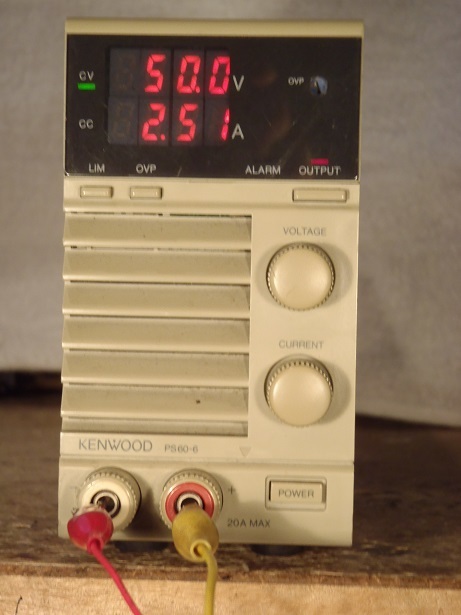 CV
50.0 V
OVP
CC
2.51 A
LIM OVP ALARM OUTPUT
VOLTAGE
CURRENT
KENWOOD PS60-6
- +
POWER
20A MAX